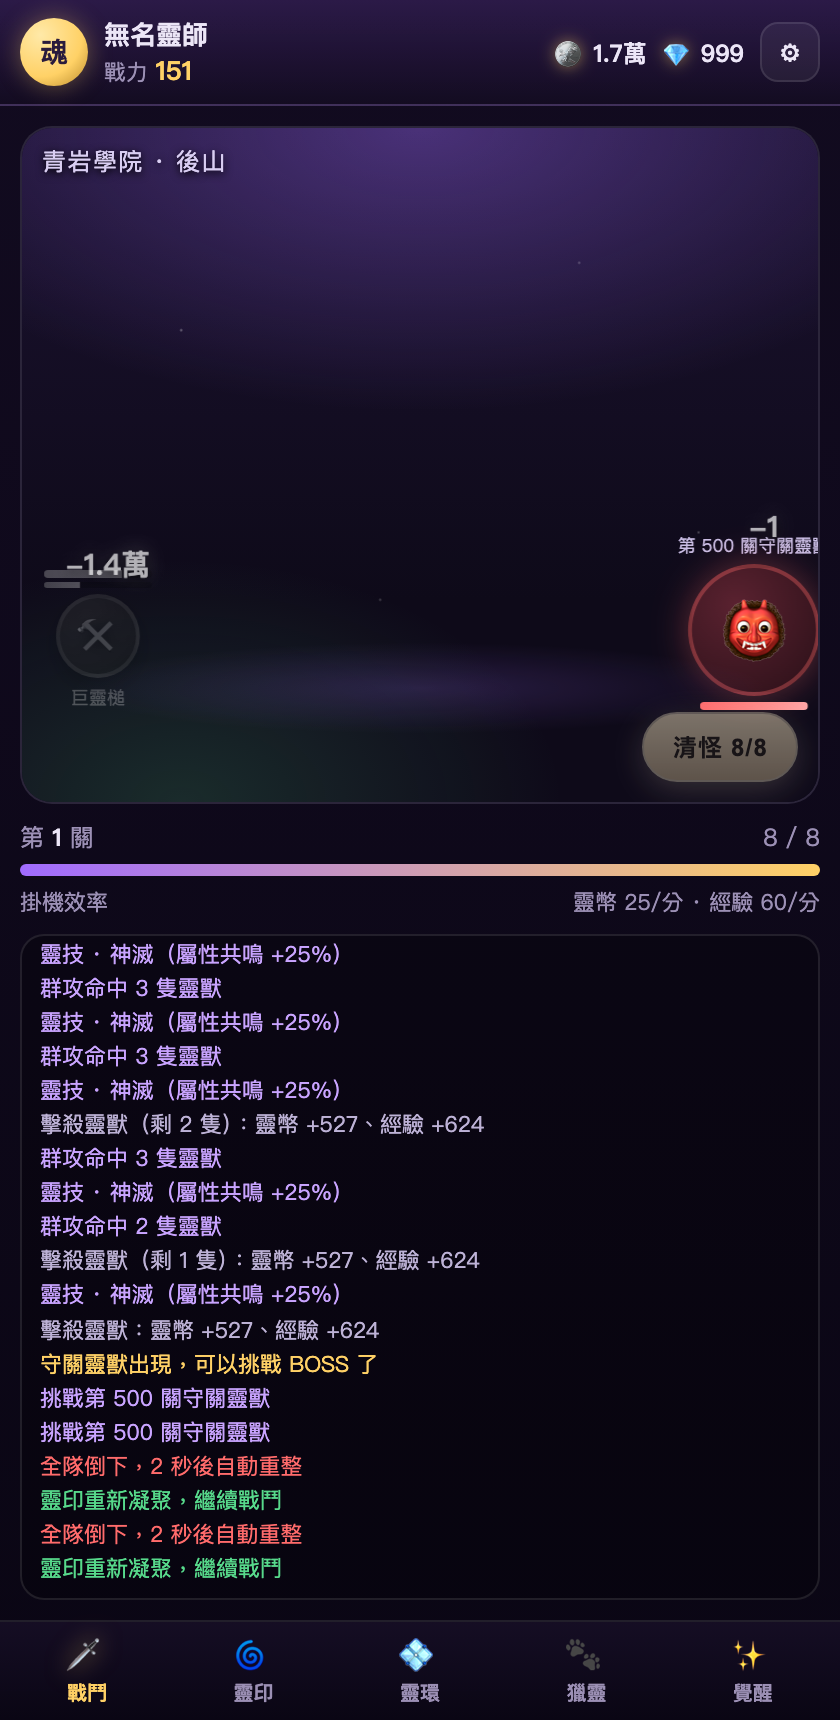 魂
無名靈師
戰力 151
1.7萬
999
青岩學院 · 後山
–1
第 500 關守關靈
–1.4萬
巨靈槌
清怪 8/8
第 1 關
8 / 8
掛機效率
靈幣 25/分 · 經驗 60/分
靈技 · 神滅（屬性共鳴 +25%）
群攻命中 3 隻靈獸
靈技 · 神滅（屬性共鳴 +25%）
群攻命中 3 隻靈獸
靈技 · 神滅（屬性共鳴 +25%）
擊殺靈獸（剩 2 隻）：靈幣 +527、經驗 +624
群攻命中 3 隻靈獸
靈技 · 神滅（屬性共鳴 +25%）
群攻命中 2 隻靈獸
擊殺靈獸（剩 1 隻）：靈幣 +527、經驗 +624
靈技 · 神滅（屬性共鳴 +25%）
擊殺靈獸：靈幣 +527、經驗 +624
守關靈獸出現，可以挑戰 BOSS 了
挑戰第 500 關守關靈獸
挑戰第 500 關守關靈獸
全隊倒下，2 秒後自動重整
靈印重新凝聚，繼續戰鬥
全隊倒下，2 秒後自動重整
靈印重新凝聚，繼續戰鬥
戰鬥
靈印
靈環
獵靈
覺醒